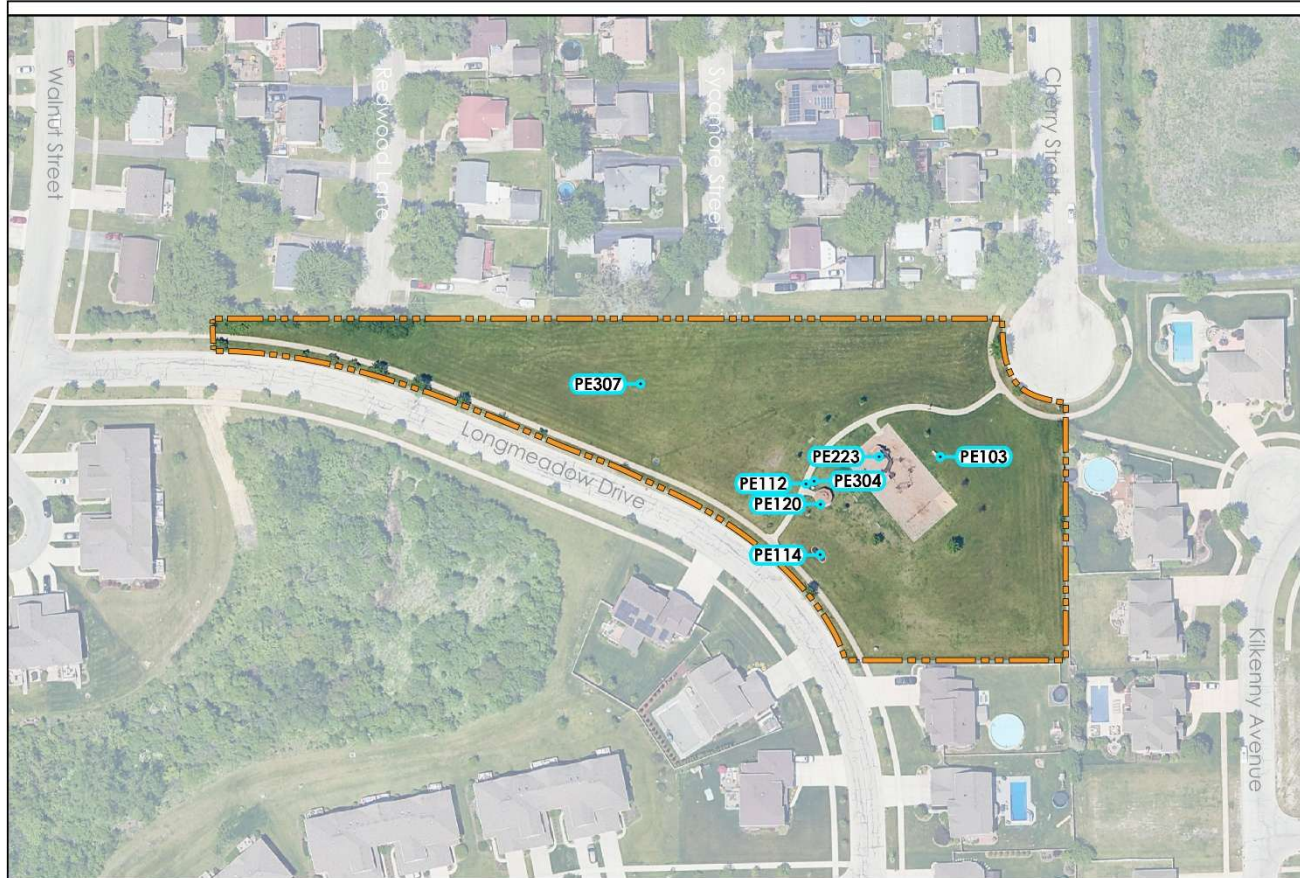 Walnut Street
Redwood Lane
Sycamore Street
Cherry Street
PE307
Longmeadow Drive
PE223
PE103
PE112
PE304
PE120
PE114
Kilkenny Avenue